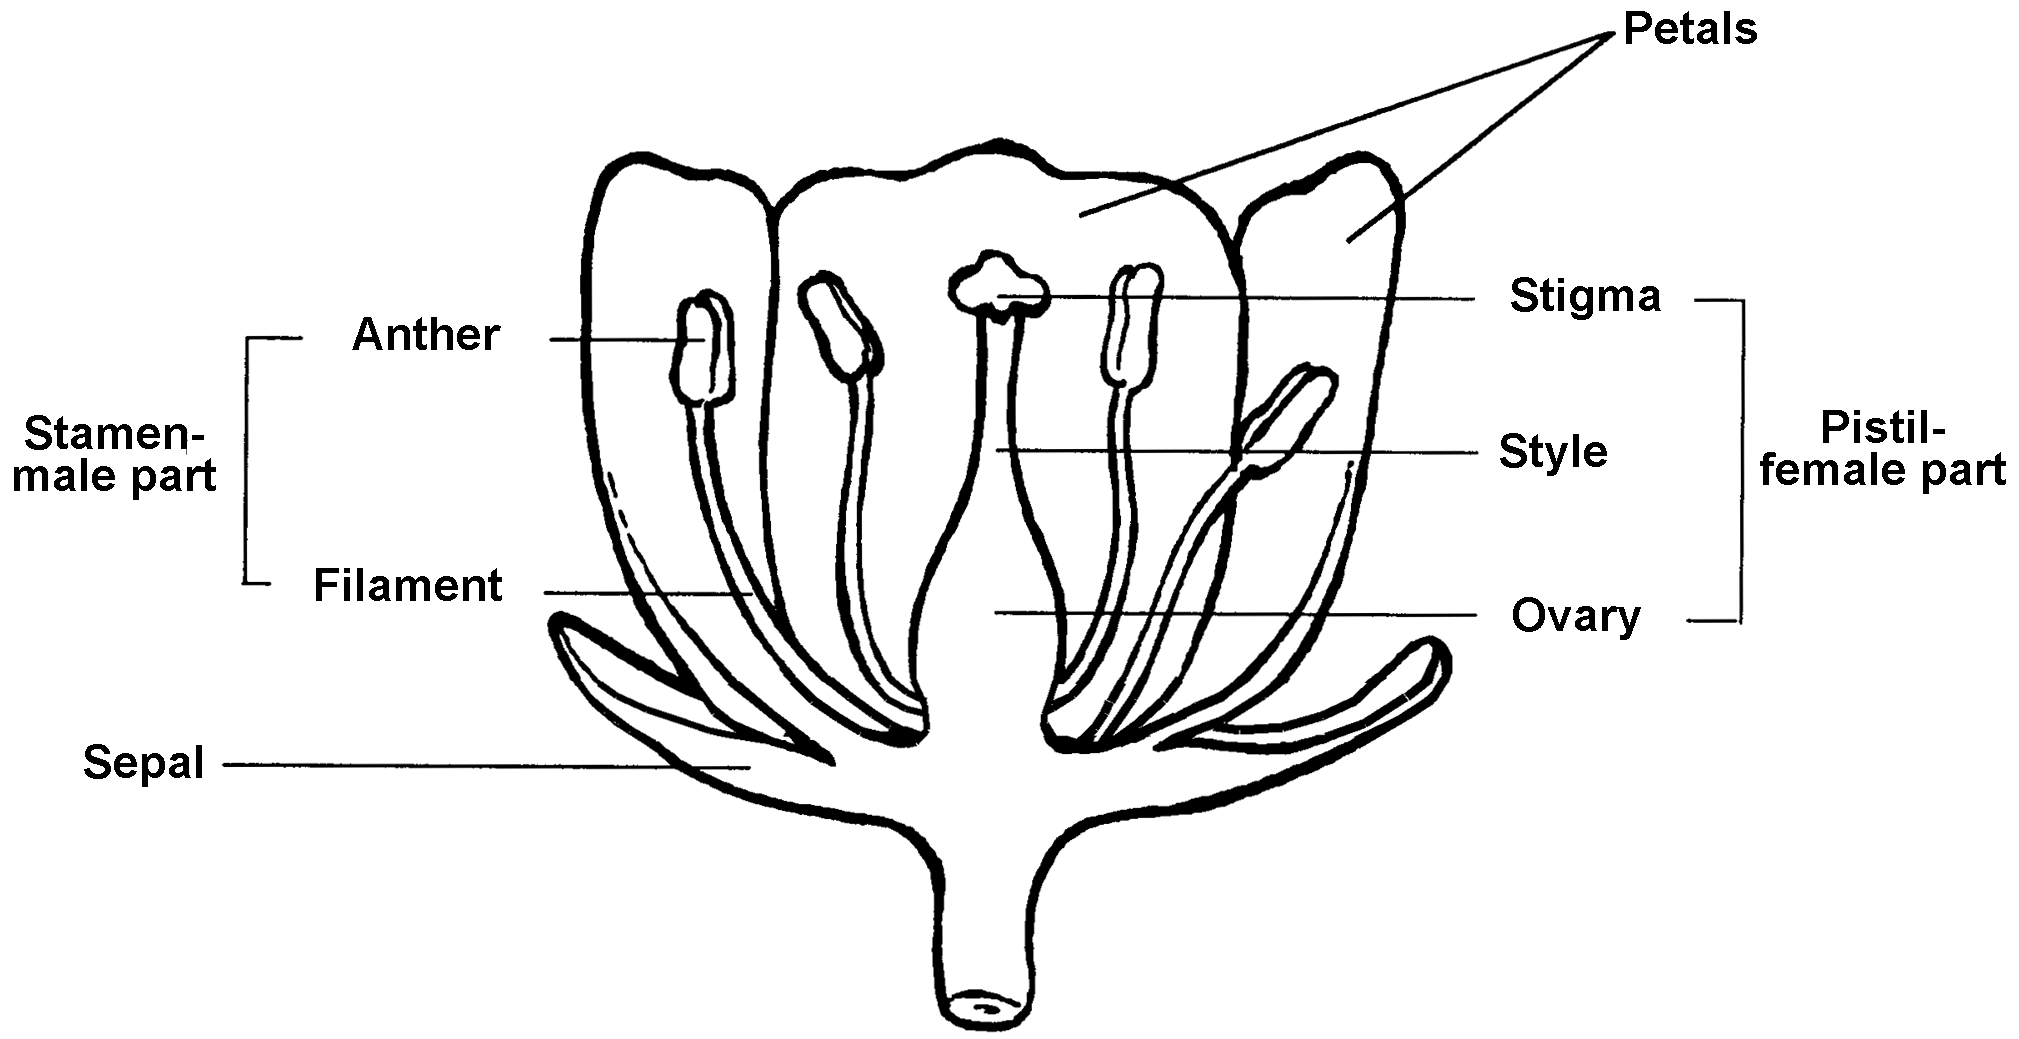 Petals
Stigma
Anther
Stamen-
male part
Pistil-
female part
Style
Filament
Ovary
Sepal